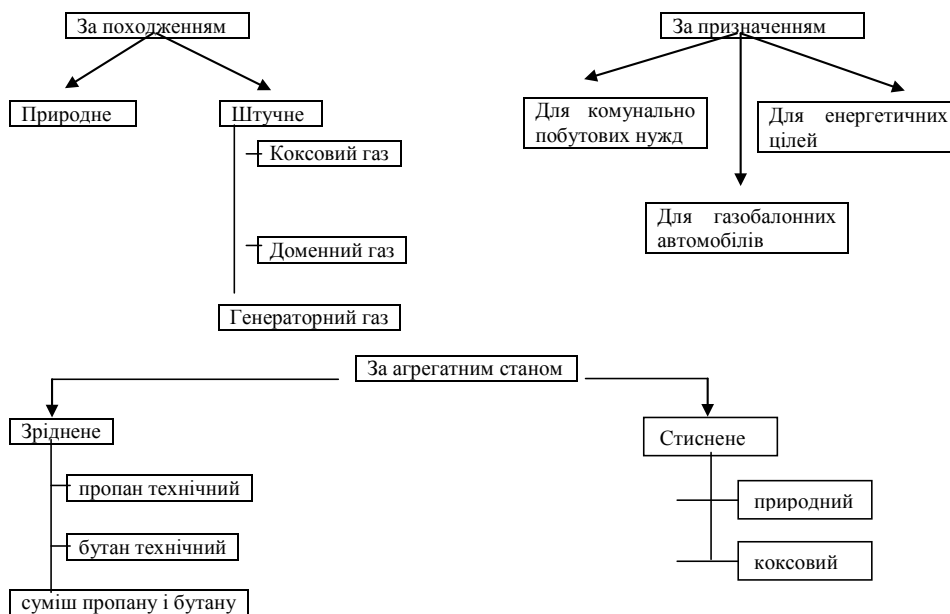 За походженням
Природне
Штучне
Коксовий газ
Доменний газ
Генераторний газ
За призначенням
Для комунально
побутових нужд
Для енергетичних
цілей
Для газобалонних
автомобілів
За агрегатним станом
Зріднене
пропан технічний
бутан технічний
суміш пропану і бутану
Стиснене
природний
коксовий